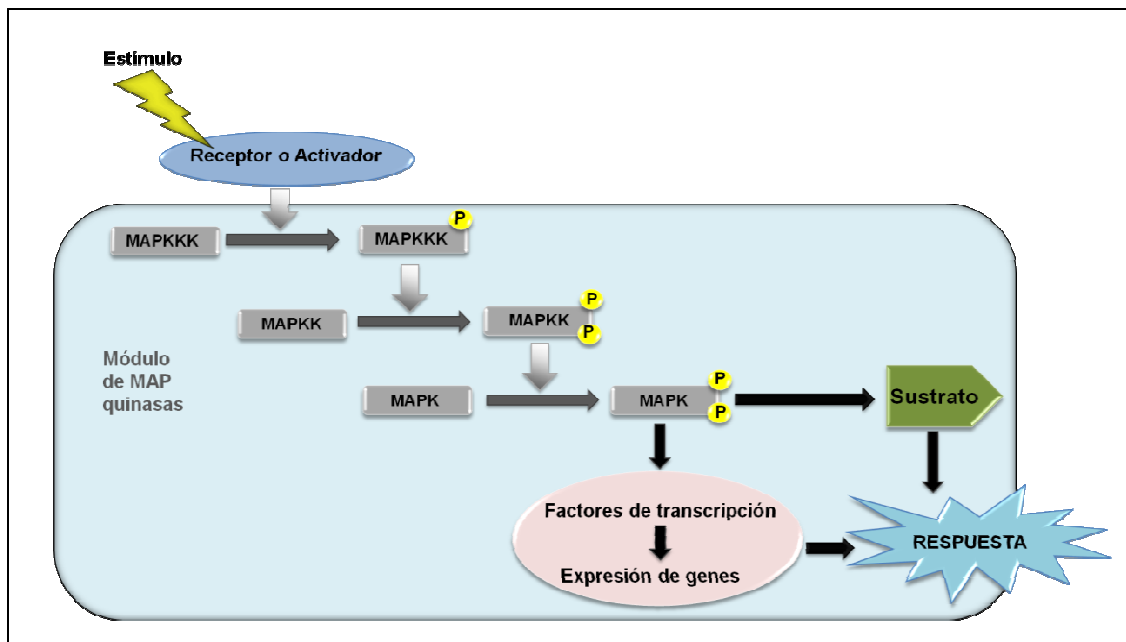 Estímulo
Receptor o Activador
P
MAPKKK
MAPKKK
P
MAPKK
MAPKK
P
Módulo
de MAP
quinasas
P
MAPK
MAPK
P
Sustrato
Factores de transcripción
Expresión de genes
RESPUESTA